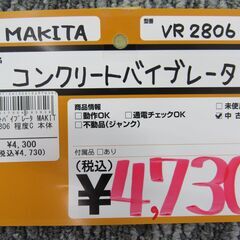 MAKITA
型番
VR2806
コンクリートバイブレータ
トバイブレータ MAKIT
806 程度C 本体
¥4,300
税込¥4,730)
商品情報
□動作OK □通電チェックOK
□不動品(ジャンク)
□未使
中古
付属品 □あり
(税込)
¥4,730